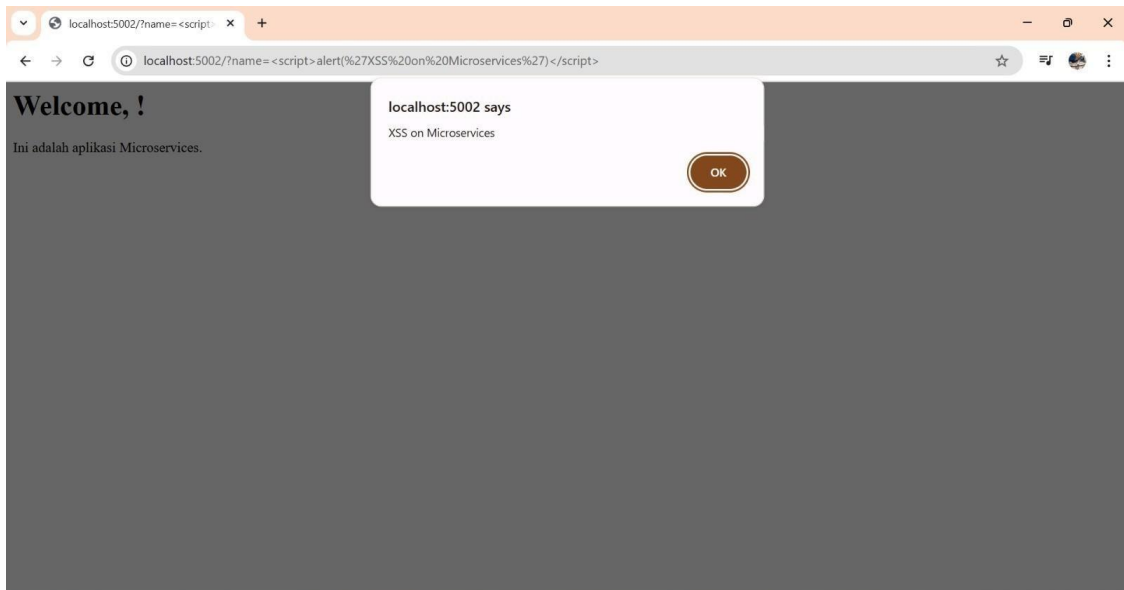 localhost:5002/?name=<script>
localhost:5002/?name=<script>alert(%27XSS%20on%20Microservices%27)</script>
Welcome, !
Ini adalah aplikasi Microservices.
localhost:5002 says
XSS on Microservices
OK